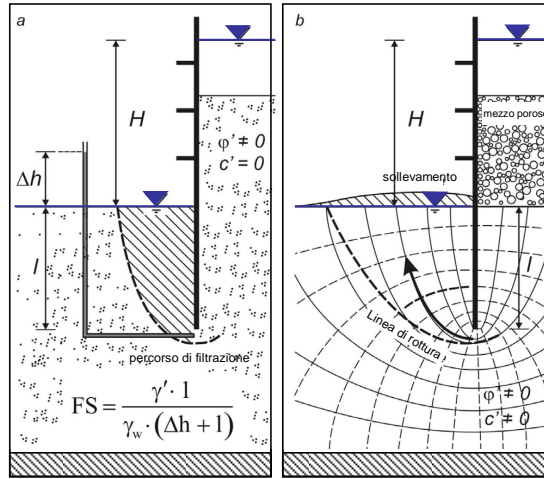 a
H
φ' ≠ 0
c' = 0
Δh
l
percorso di filtrazione
FS = γ' · l / γw · (Δh + l)
b
H
mezzo poroso
sollevamento
l
Linea di rottura
φ' ≠ 0
c' ≠ 0